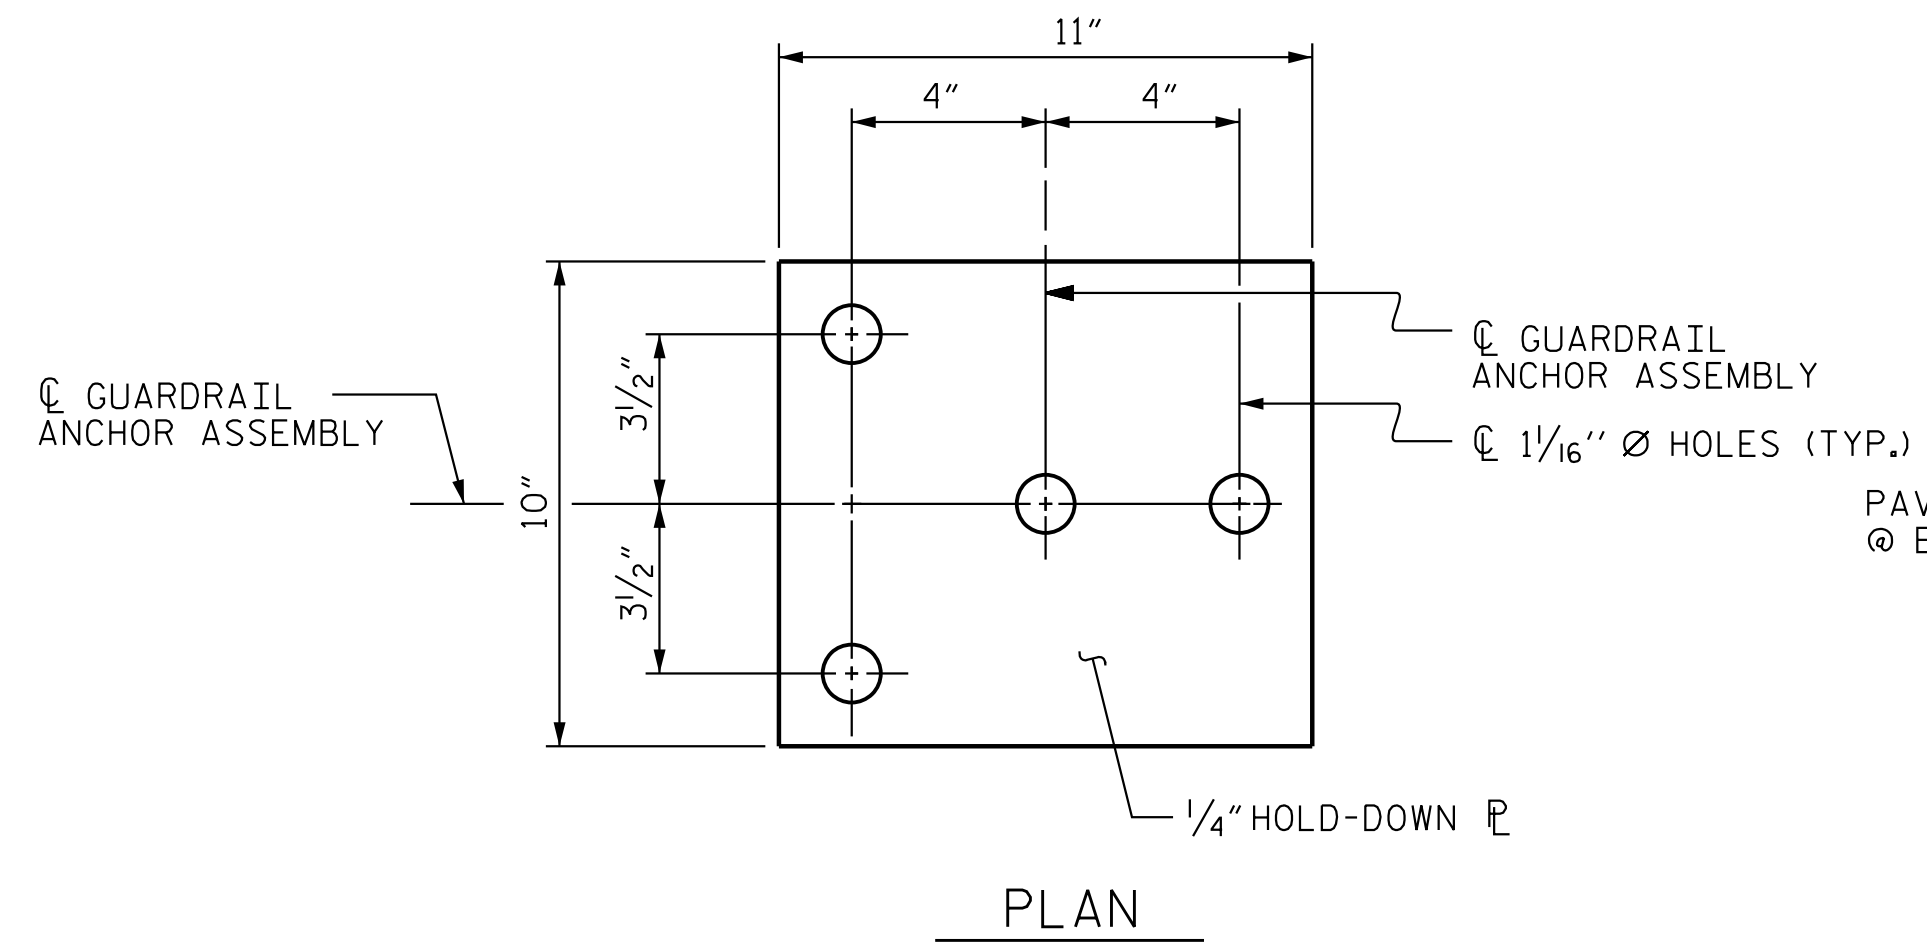 11"
4" 4"
℄ GUARDRAIL
ANCHOR ASSEMBLY
℄ GUARDRAIL
ANCHOR ASSEMBLY
3 1/2"
10"
3 1/2"
℄ 1 1/16" Ø HOLES (TYP.)
PAV
@ E
1/4" HOLD-DOWN ⅊
PLAN